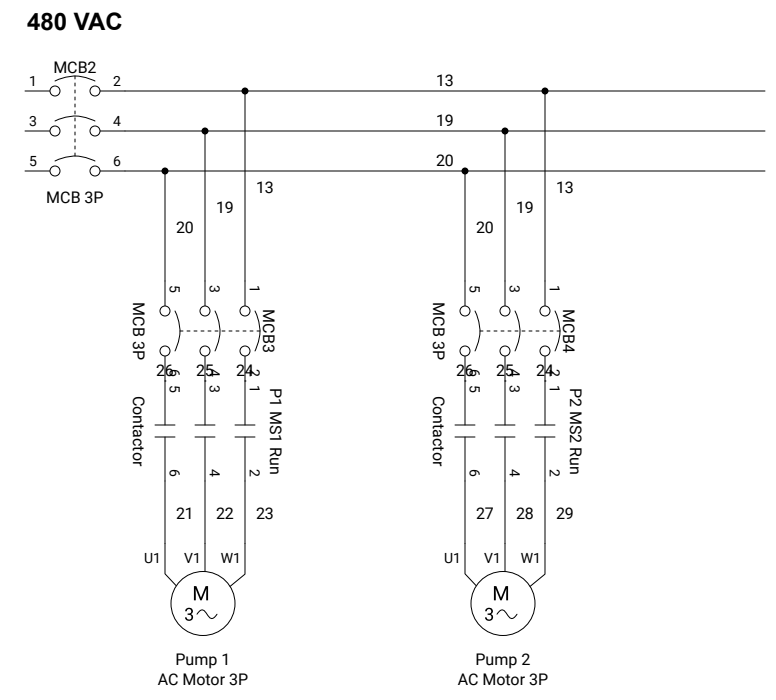 480 VAC
MCB2
1 2 13
3 4 19
5 6 20
MCB 3P
13 13
19 19
20 20
5 3 1 5 3 1
MCB 3P MCB3 MCB 3P MCB4
26 25 24 26 25 24
6 4 2 6 4 2
5 3 1 5 3 1
Contactor P1 MS1 Run Contactor P2 MS2 Run
6 4 2 6 4 2
21 22 23 27 28 29
U1 V1 W1 U1 V1 W1
M M
3 3
Pump 1 Pump 2
AC Motor 3P AC Motor 3P